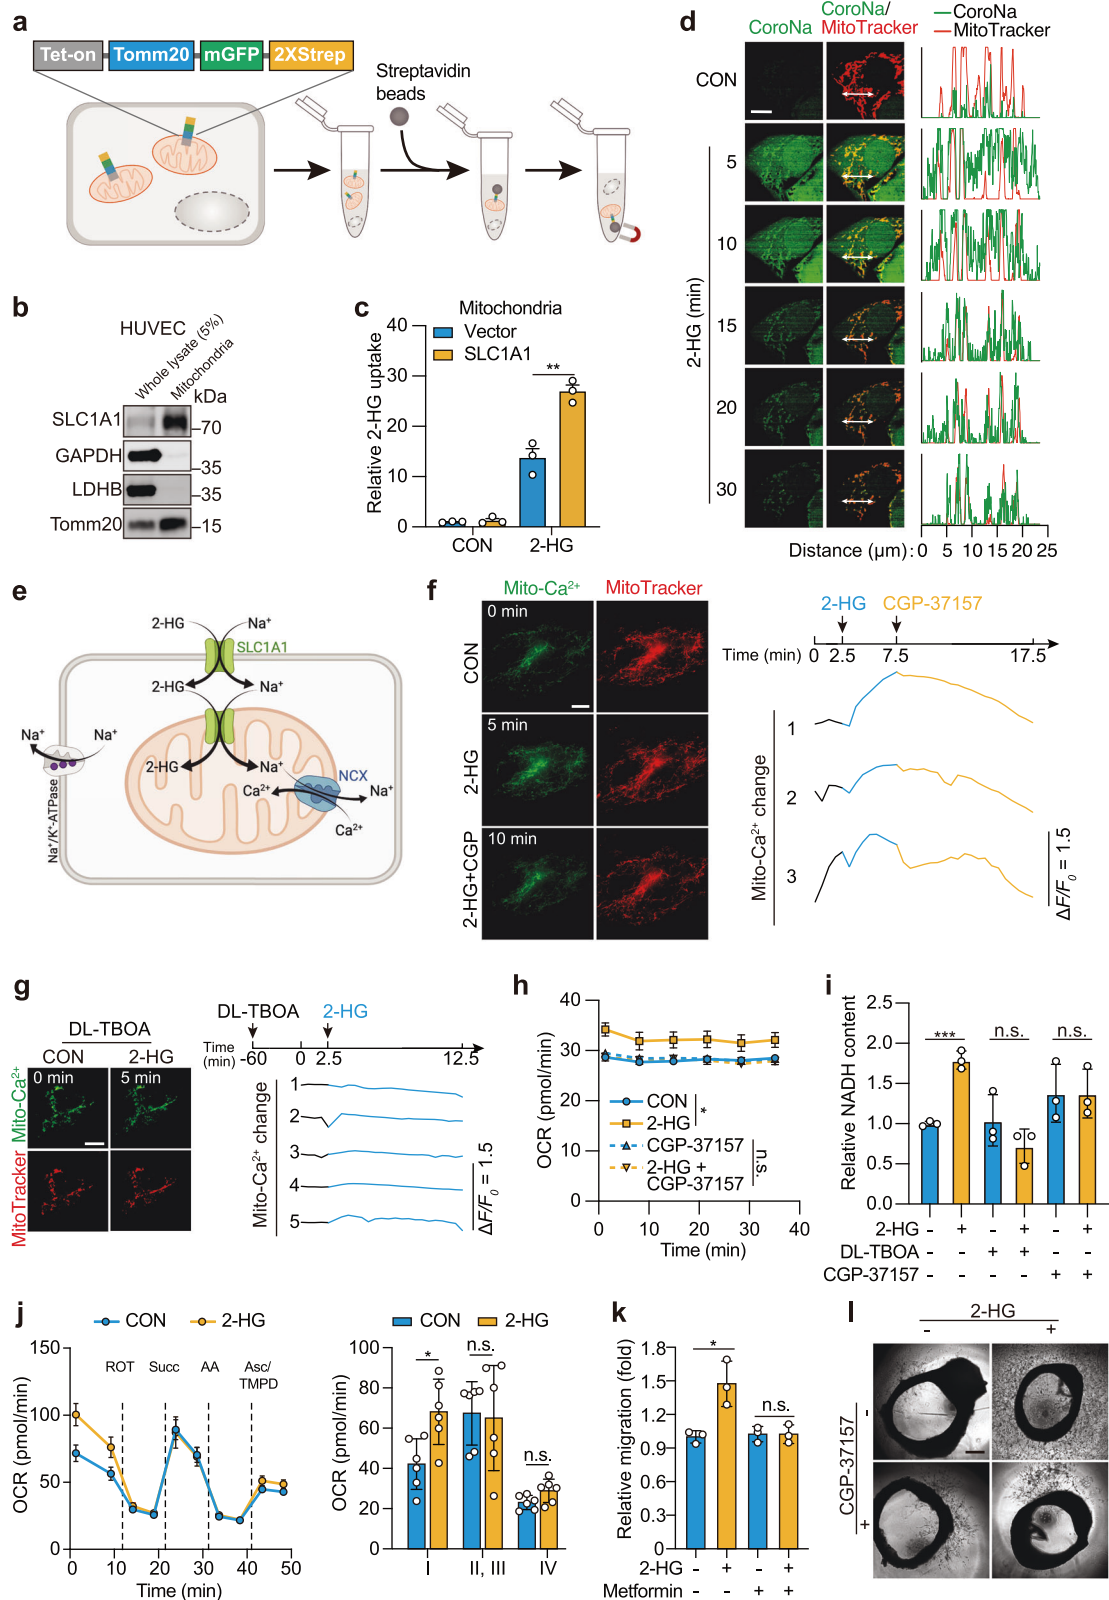 a
Tet-on Tomm20 mGFP 2XStrep
Streptavidin
beads
b
HUVEC
Whole lysate (5%)
Mitochondria
kDa
SLC1A1
70
GAPDH
35
LDHB
35
Tomm20
15
c
Mitochondria
Vector
SLC1A1
**
Relative 2-HG uptake
40
30
20
10
0
CON 2-HG
d
CoroNa
CoroNa/
MitoTracker
CoroNa
MitoTracker
CON
2-HG (min)
5
10
15
20
30
Distance (µm): 0 5 10 15 20 25
e
2-HG Na⁺
SLC1A1
2-HG Na⁺
Na⁺ Na⁺
2-HG Na⁺
NCX
Ca²⁺ Na⁺
Ca²⁺
Na⁺/K⁺-ATPase
f
Mito-Ca²⁺ MitoTracker
0 min
CON
5 min
2-HG
10 min
2-HG+CGP
2-HG CGP-37157
Time (min) 0 2.5 7.5 17.5
Mito-Ca²⁺ change
1
2
3
ΔF/F₀ = 1.5
g
DL-TBOA
CON 2-HG
0 min 5 min
Mito-Ca²⁺
MitoTracker
DL-TBOA 2-HG
Time
(min)
-60 0 2.5 12.5
Mito-Ca²⁺ change
1
2
3
4
5
ΔF/F₀ = 1.5
h
OCR (pmol/min)
40
30
20
10
0
CON
2-HG
*
CGP-37157
2-HG +
CGP-37157
n.s.
0 10 20 30 40
Time (min)
i
Relative NADH content
2.5
2.0
1.5
1.0
0.5
0.0
*** n.s. n.s.
2-HG - + - + - +
DL-TBOA - - + + - -
CGP-37157 - - - - + +
j
CON 2-HG
OCR (pmol/min)
150
100
50
0
ROT Succ AA Asc/
TMPD
0 10 20 30 40 50
Time (min)
CON 2-HG
OCR (pmol/min)
100
80
60
40
20
0
* n.s. n.s.
I II, III IV
k
Relative migration (fold)
1.8
1.5
1.2
0.9
0.6
0.3
0.0
* n.s.
2-HG - + - +
Metformin - - + +
l
2-HG
- +
CGP-37157
-
+